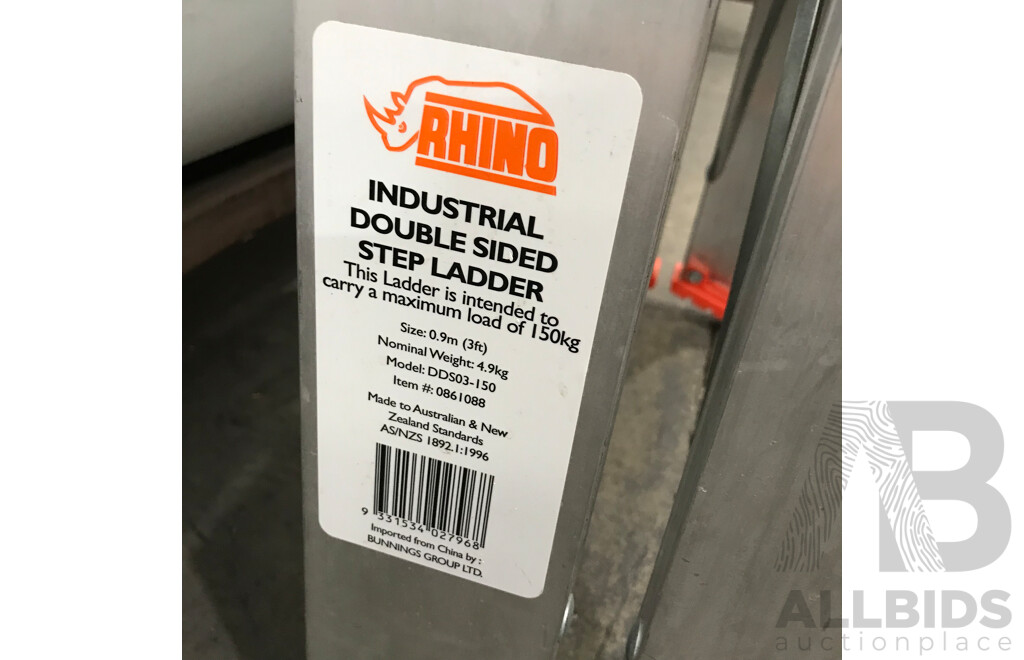 RHINO
INDUSTRIAL
DOUBLE SIDED
STEP LADDER
This Ladder is intended to
carry a maximum load of 150kg
Size: 0.9m (3ft)
Nominal Weight: 4.9kg
Model: DDS03-150
Item #: 0861088
Made to Australian & New
Zealand Standards
AS/NZS 1892.1:1996
9 331534 027968
Imported from China by :
BUNNINGS GROUP LTD.
AB
ALLBIDS
auctionplace